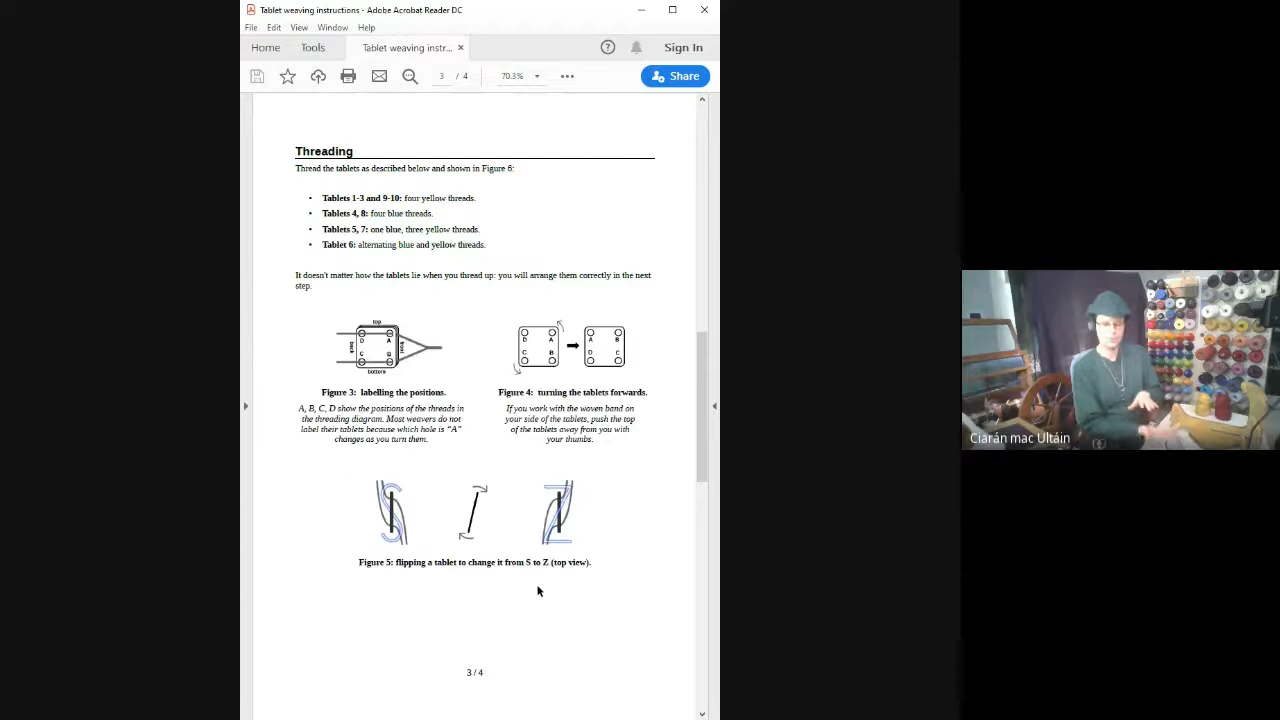 Tablet weaving instructions - Adobe Acrobat Reader DC
File Edit View Window Help
Home Tools Tablet weaving instr... × Sign In
3 / 4 70.3% Share
Threading
Thread the tablets as described below and shown in Figure 6:
• Tablets 1-3 and 9-10: four yellow threads.
• Tablets 4, 8: four blue threads.
• Tablets 5, 7: one blue, three yellow threads.
• Tablet 6: alternating blue and yellow threads.
It doesn't matter how the tablets lie when you thread up: you will arrange them correctly in the next
step.
top
back D A front
C B
bottom
D A
C B
A B
D C
Figure 3: labelling the positions.
A, B, C, D show the positions of the threads in
the threading diagram. Most weavers do not
label their tablets because which hole is "A"
changes as you turn them.
Figure 4: turning the tablets forwards.
If you work with the woven band on
your side of the tablets, push the top
of the tablets away from you with
your thumbs.
S Z
Figure 5: flipping a tablet to change it from S to Z (top view).
3 / 4
Ciarán mac Ultáin